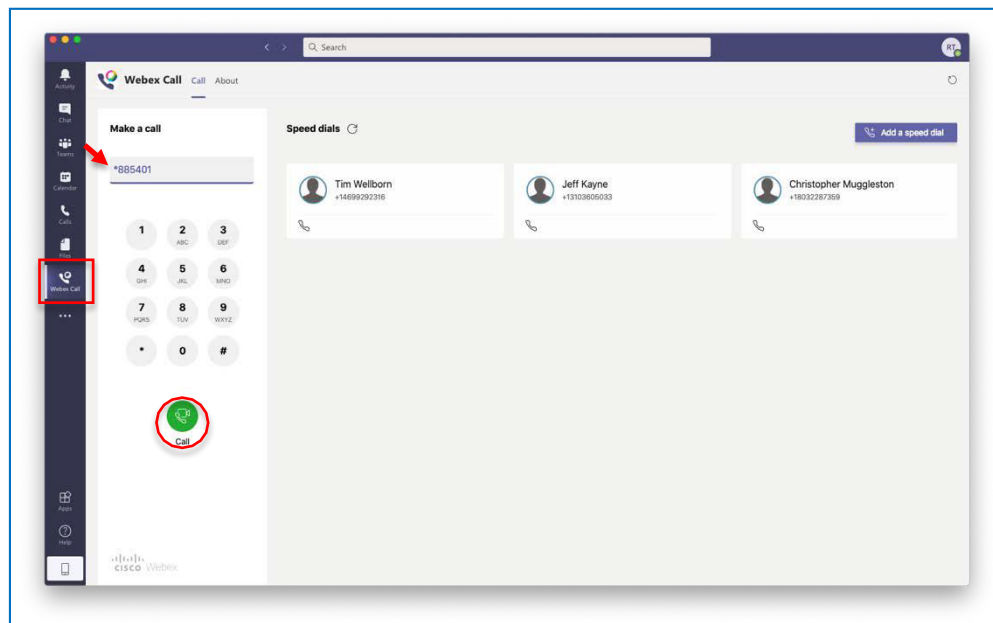 Search
RT
Activity
Chat
Teams
Calendar
Calls
Files
Webex Call
Apps
Help
Webex Call Call About
Make a call
*885401
1
2 ABC
3 DEF
4 GHI
5 JKL
6 MNO
7 PQRS
8 TUV
9 WXYZ
*
0
#
Call
cisco Webex
Speed dials
Add a speed dial
Tim Wellborn
+14699292316
Jeff Kayne
+13103605033
Christopher Muggleston
+18032287359